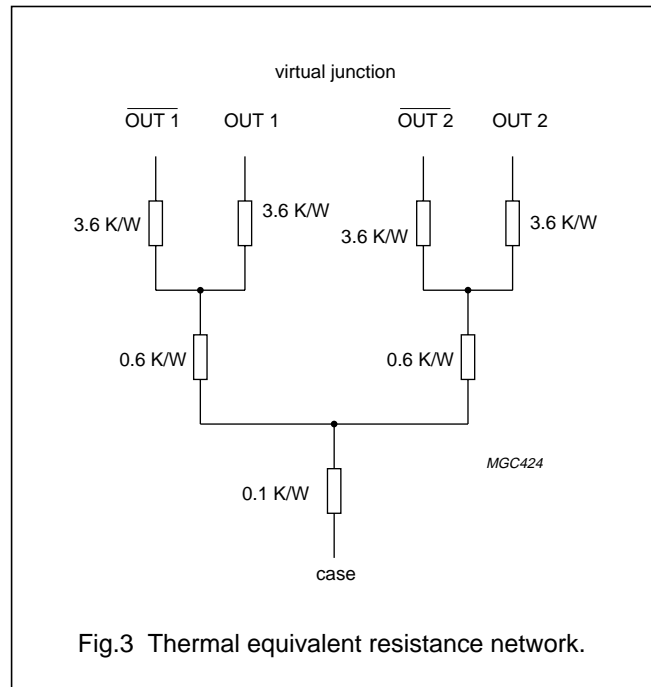 virtual junction
OUT 1 OUT 1 OUT 2 OUT 2
3.6 K/W 3.6 K/W 3.6 K/W 3.6 K/W
0.6 K/W 0.6 K/W
MGC424
0.1 K/W
case
Fig.3 Thermal equivalent resistance network.